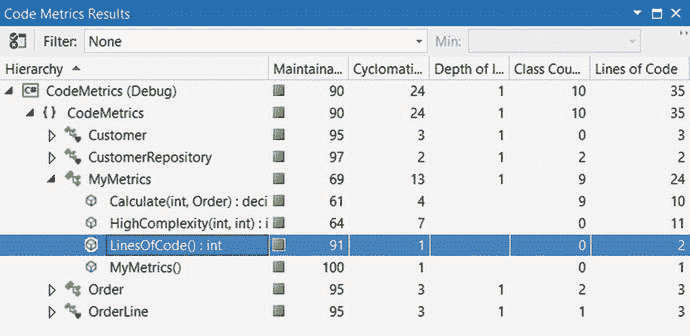 Code Metrics Results
Filter: None Min:
Hierarchy Maintaina... Cyclomati... Depth of I... Class Cou... Lines of Code
C# CodeMetrics (Debug) 90 24 1 10 35
{ } CodeMetrics 90 24 1 10 35
Customer 95 3 1 0 3
CustomerRepository 97 2 1 2 2
MyMetrics 69 13 1 9 24
Calculate(int, Order) : deci 61 4 9 10
HighComplexity(int, int) : i 64 7 0 11
LinesOfCode() : int 91 1 0 2
MyMetrics() 100 1 0 1
Order 95 3 1 2 3
OrderLine 95 3 1 1 3